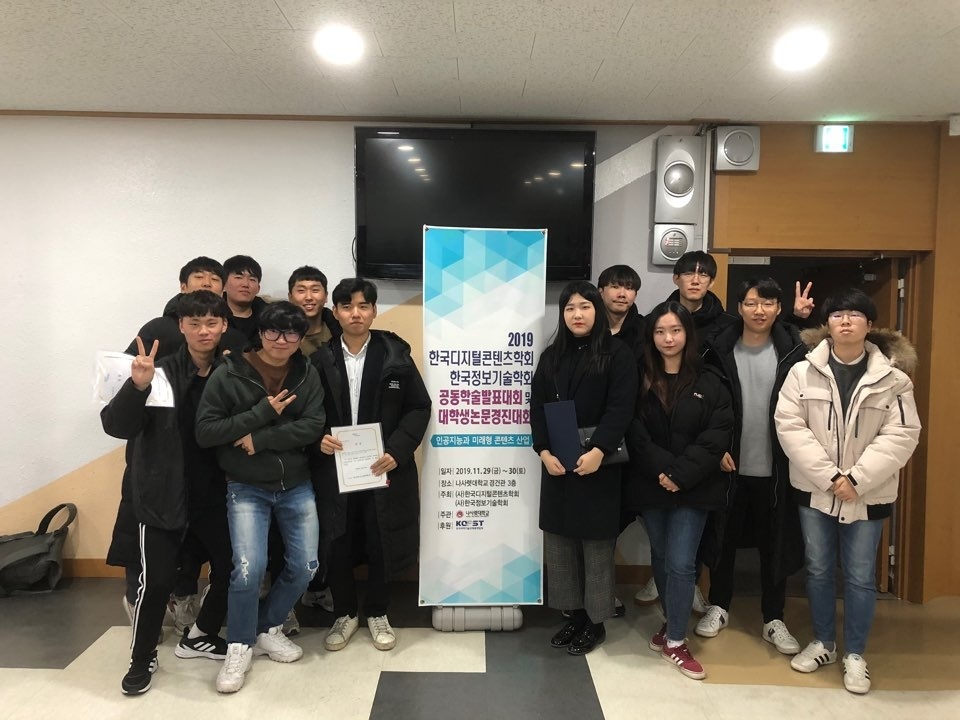 2019
한국디지털콘텐츠학회
한국정보기술학회
공동학술발표대회 및
대학생논문경진대회
인공지능과 미래형 콘텐츠 산업
일자 2019.11.29(금) ~ 30(토)
장소 나사렛대학교 경건관 3층
주최 (사)한국디지털콘텐츠학회
(사)한국정보기술학회
주관 나사렛대학교
후원 KOFST